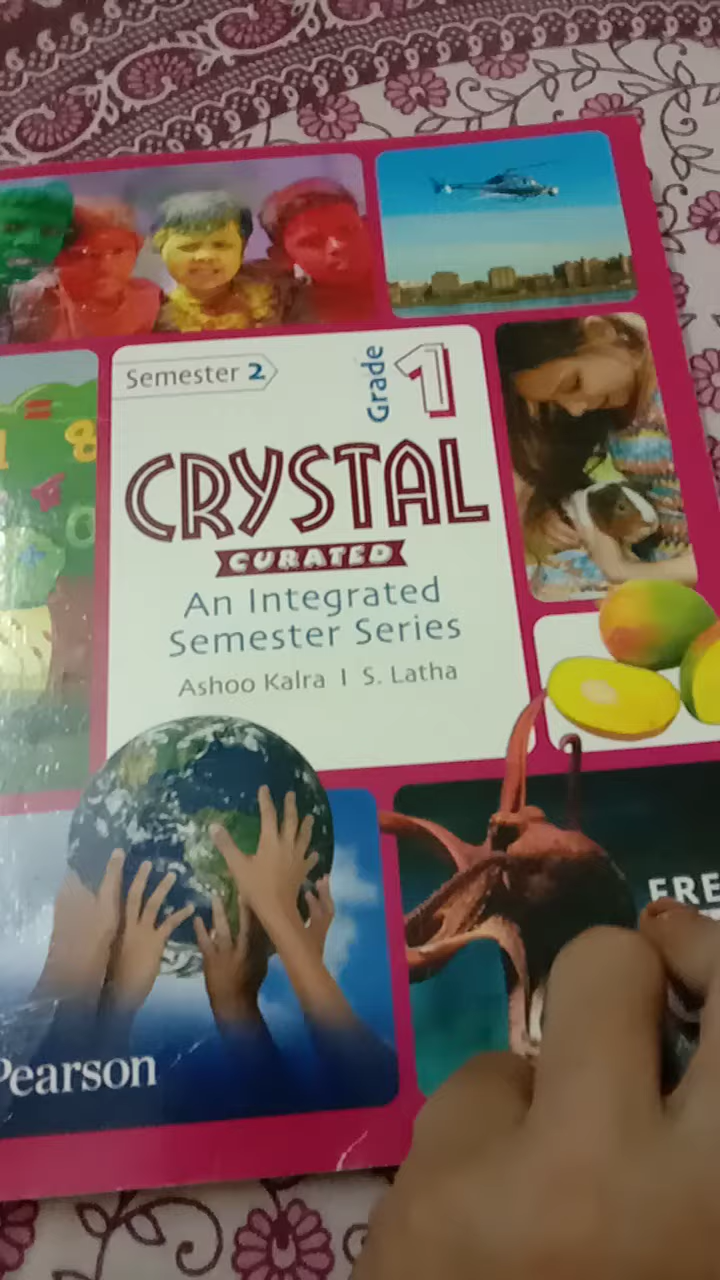 Semester 2
Grade 1
CRYSTAL
CURATED
An Integrated
Semester Series
Ashoo Kalra I S. Latha
Pearson